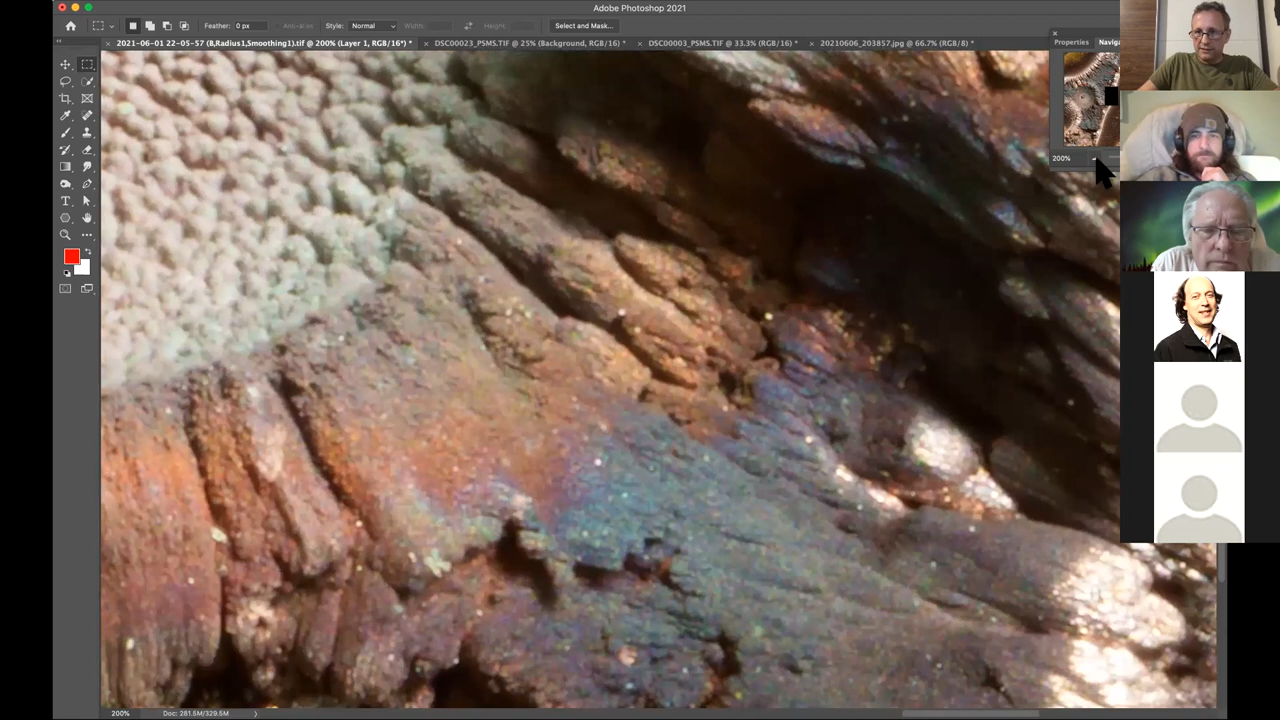 Adobe Photoshop 2021
Feather: 0 px Anti-alias Style: Normal Width: Height: Select and Mask...
× 2021-06-01 22-05-57 (B,Radius1,Smoothing1).tif @ 200% (Layer 1, RGB/16*) * × DSC00023_PSMS.TIF @ 25% (Background, RGB/16) * × DSC00003_PSMS.TIF @ 33.3% (RGB/16) * × 20210606_203857.jpg @ 66.7% (RGB/8) *
Properties Naviga
200%
200% Doc: 281.5M/329.5M